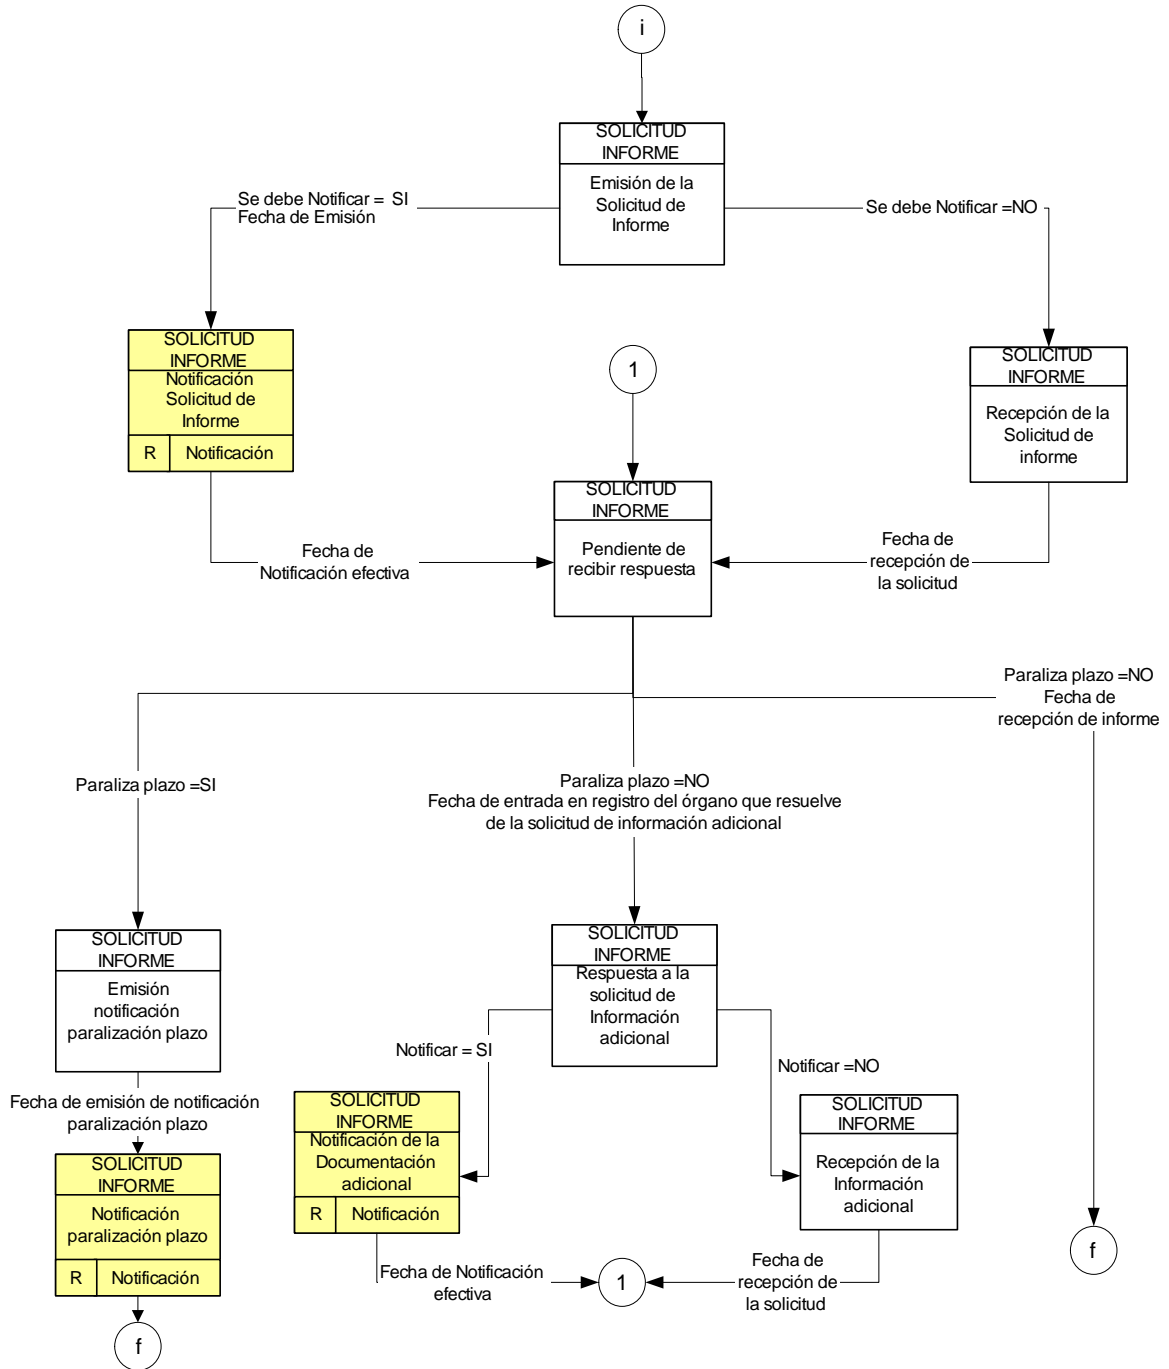 i
SOLICITUD
INFORME
Emisión de la
Solicitud de
Informe
Se debe Notificar = SI
Fecha de Emisión
Se debe Notificar =NO
SOLICITUD
INFORME
Notificación
Solicitud de
Informe
R Notificación
1
SOLICITUD
INFORME
Recepción de la
Solicitud de
informe
SOLICITUD
INFORME
Pendiente de
recibir respuesta
Fecha de
Notificación efectiva
Fecha de
recepción de
la solicitud
Paraliza plazo =NO
Fecha de
recepción de informe
Paraliza plazo =SI
Paraliza plazo =NO
Fecha de entrada en registro del órgano que resuelve
de la solicitud de información adicional
SOLICITUD
INFORME
Emisión
notificación
paralización plazo
SOLICITUD
INFORME
Respuesta a la
solicitud de
Información
adicional
Notificar = SI
Notificar =NO
Fecha de emisión de notificación
paralización plazo
SOLICITUD
INFORME
Notificación de la
Documentación
adicional
R Notificación
SOLICITUD
INFORME
Recepción de la
Información
adicional
SOLICITUD
INFORME
Notificación
paralización plazo
R Notificación
Fecha de Notificación
efectiva
1
Fecha de
recepción de
la solicitud
f
f